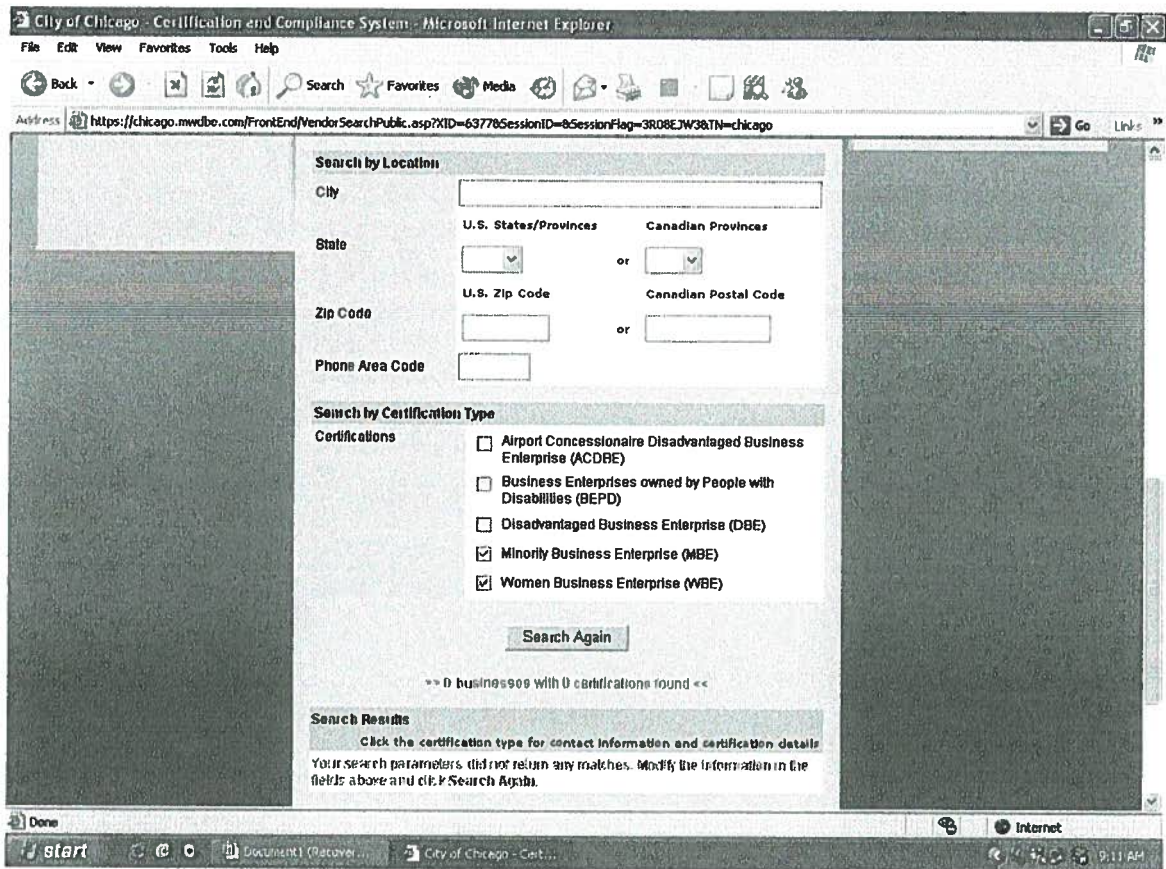 City of Chicago - Certification and Compliance System - Microsoft Internet Explorer
File Edit View Favorites Tools Help
Back Search Favorites Media
Address https://chicago.mwdbe.com/FrontEnd/VendorSearchPublic.asp?XID=6377&SessionID=&SessionFlag=3R08EJW3&TN=chicago Go Links »
Search by Location
City
U.S. States/Provinces Canadian Provinces
State
or
U.S. Zip Code Canadian Postal Code
Zip Code
or
Phone Area Code
Search by Certification Type
Certifications
Airport Concessionaire Disadvantaged Business
Enterprise (ACDBE)
Business Enterprises owned by People with
Disabilities (BEPD)
Disadvantaged Business Enterprise (DBE)
Minority Business Enterprise (MBE)
Women Business Enterprise (WBE)
Search Again
>> 0 businesses with 0 certifications found <<
Search Results
Click the certification type for contact information and certification details
Your search parameters did not return any matches. Modify the information in the
fields above and click Search Again.
Done Internet
start Document1 (Recover... City of Chicago - Cert... 9:11 AM